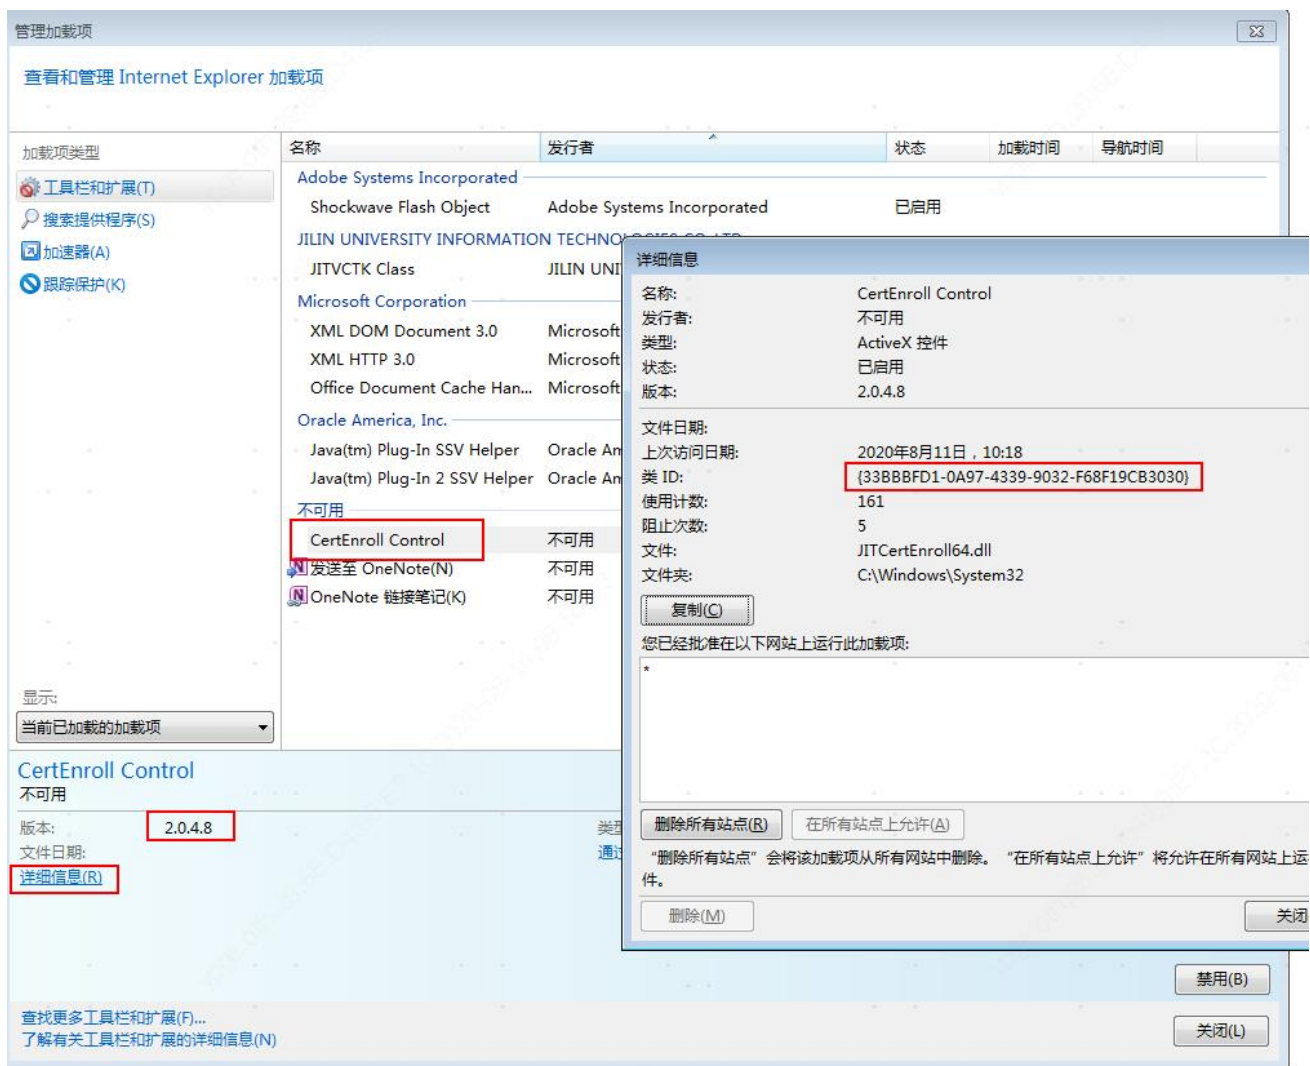 管理加载项
查看和管理 Internet Explorer 加载项
加载项类型
工具栏和扩展(T)
搜索提供程序(S)
加速器(A)
跟踪保护(K)
显示:
当前已加载的加载项
名称 发行者 状态 加载时间 导航时间
Adobe Systems Incorporated
Shockwave Flash Object Adobe Systems Incorporated 已启用
JILIN UNIVERSITY INFORMATION TECHNOLOGIES CO., LTD.
JITVCTK Class JILIN UNI
Microsoft Corporation
XML DOM Document 3.0 Microsoft
XML HTTP 3.0 Microsoft
Office Document Cache Han... Microsoft
Oracle America, Inc.
Java(tm) Plug-In SSV Helper Oracle Am
Java(tm) Plug-In 2 SSV Helper Oracle Am
不可用
CertEnroll Control 不可用
发送至 OneNote(N) 不可用
OneNote 链接笔记(K) 不可用
CertEnroll Control
不可用
版本: 2.0.4.8 类型
文件日期: 通过
详细信息(R)
详细信息
名称: CertEnroll Control
发行者: 不可用
类型: ActiveX 控件
状态: 已启用
版本: 2.0.4.8
文件日期:
上次访问日期: 2020年8月11日，10:18
类 ID: {33BBBFD1-0A97-4339-9032-F68F19CB3030}
使用计数: 161
阻止次数: 5
文件: JITCertEnroll64.dll
文件夹: C:\Windows\System32
复制(C)
您已经批准在以下网站上运行此加载项:
*
删除所有站点(R) 在所有站点上允许(A)
“删除所有站点”会将该加载项从所有网站中删除。 “在所有站点上允许”将允许在所有网站上运
件。
删除(M) 关闭
禁用(B)
查找更多工具栏和扩展(F)...
了解有关工具栏和扩展的详细信息(N)
关闭(L)